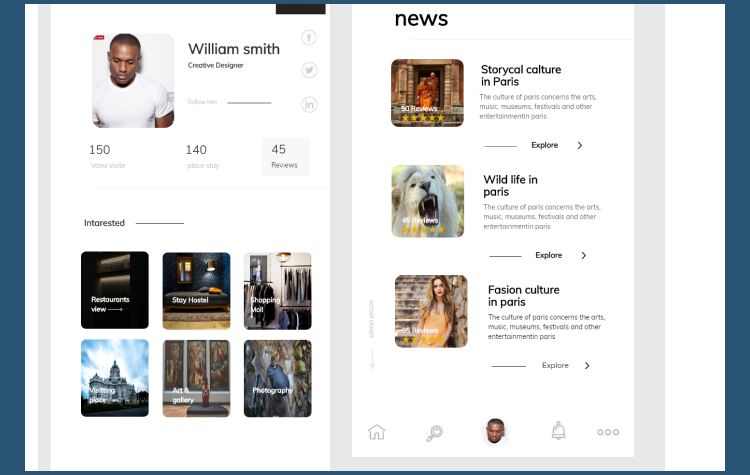 William smith
Creative Designer
Follow him
150
140
45
Vanu visite
place stay
Reviews
Intarested
Restaurants
view
Stay Hostel
Shopping
Mall
Visiting
place
Art &
gallery
Photography
news
50 Reviews
Storycal calture
in Paris
The culture of paris concerns the arts,
music, museums, festivals and other
entertainmentin paris
Explore
45 Reviews
Wild life in
paris
The culture of paris concerns the arts,
music, museums, festivals and other
entertainmentin paris
Explore
95 Reviews
Fasion culture
in paris
The culture of paris concerns the arts,
music, museums, festivals and other
entertainmentin paris
Explore
scroll down